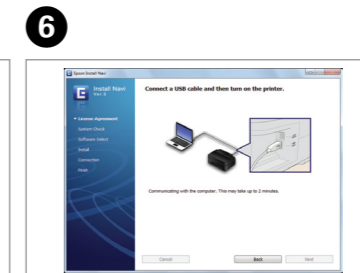 6
Epson Install Navi
Install Navi
Connect a USB cable and then turn on the printer.
License Agreement
System Check
Software Select
Install
Connection
Next
Communicating with the computer. This may take up to 2 minutes.
Cancel
Back
Next